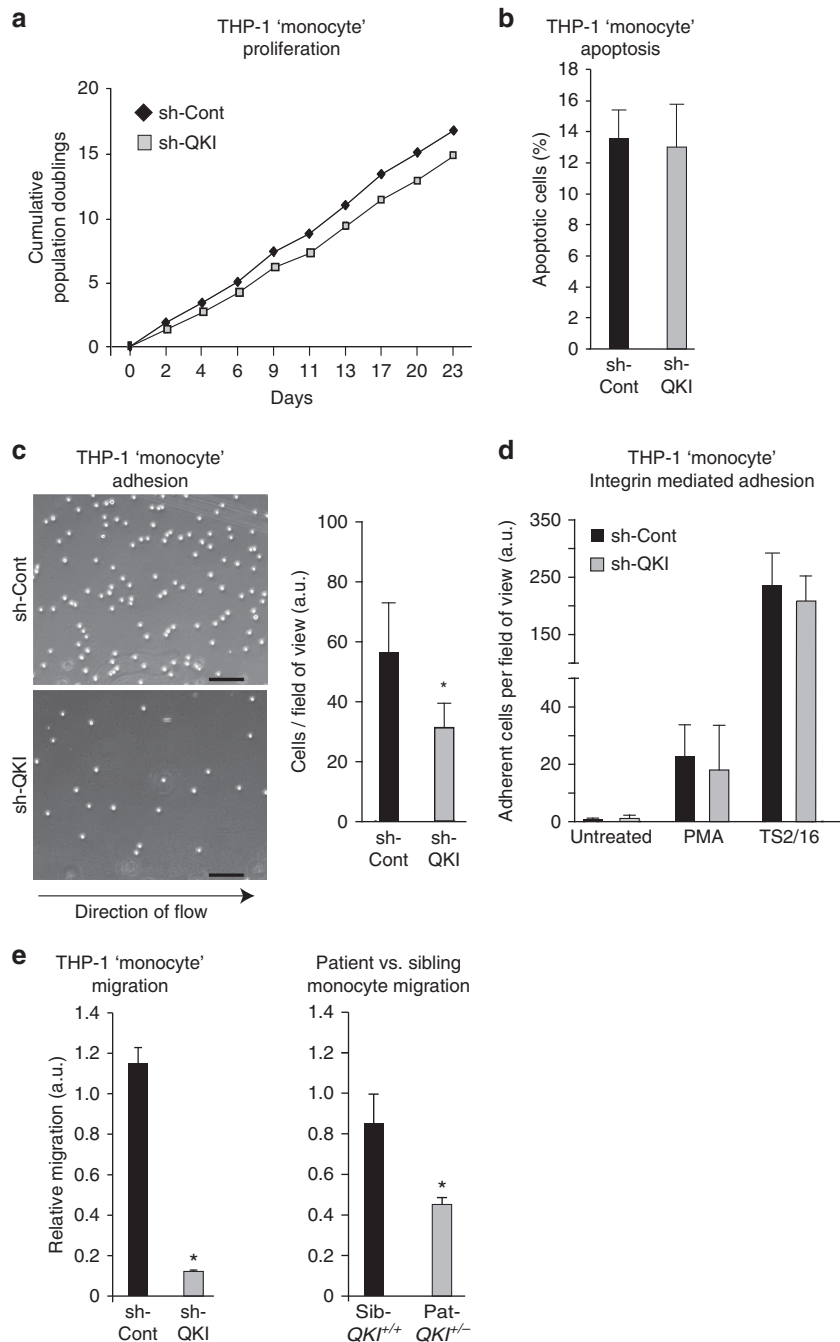 a
THP-1 ‘monocyte’
proliferation
Cumulative
population doublings
20
15
10
5
0
sh-Cont
sh-QKI
0 2 4 6 9 11 13 17 20 23
Days
b
THP-1 ‘monocyte’
apoptosis
Apoptotic cells (%)
18
16
14
12
10
8
6
4
2
0
sh-
Cont
sh-
QKI
c
THP-1 ‘monocyte’
adhesion
sh-Cont
sh-QKI
Direction of flow
Cells / field of view (a.u.)
100
80
60
40
20
0
*
sh-
Cont
sh-
QKI
d
THP-1 ‘monocyte’
Integrin mediated adhesion
Adherent cells per field of view (a.u.)
350
250
150
40
20
0
sh-Cont
sh-QKI
Untreated PMA TS2/16
e
THP-1 ‘monocyte’
migration
Relative migration (a.u.)
1.4
1.2
1.0
0.8
0.6
0.4
0.2
0
*
sh-
Cont
sh-
QKI
Patient vs. sibling
monocyte migration
1.4
1.2
1.0
0.8
0.6
0.4
0.2
0
*
Sib-
QKI+/+
Pat-
QKI+/−